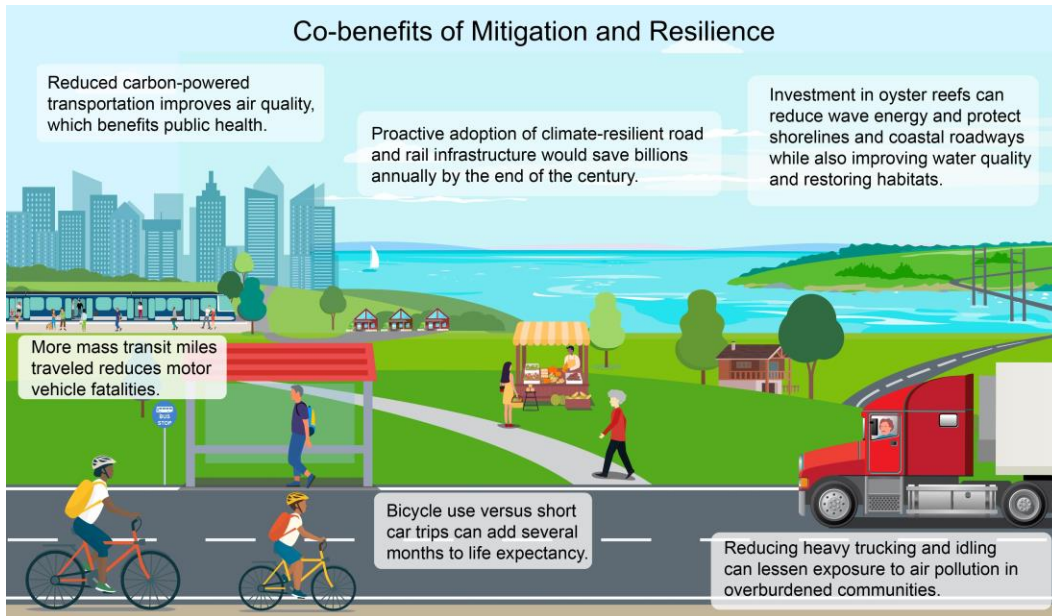 Co-benefits of Mitigation and Resilience
Reduced carbon-powered
transportation improves air quality,
which benefits public health.
Proactive adoption of climate-resilient road
and rail infrastructure would save billions
annually by the end of the century.
Investment in oyster reefs can
reduce wave energy and protect
shorelines and coastal roadways
while also improving water quality
and restoring habitats.
More mass transit miles
traveled reduces motor
vehicle fatalities.
BUS
STOP
Bicycle use versus short
car trips can add several
months to life expectancy.
Reducing heavy trucking and idling
can lessen exposure to air pollution in
overburdened communities.